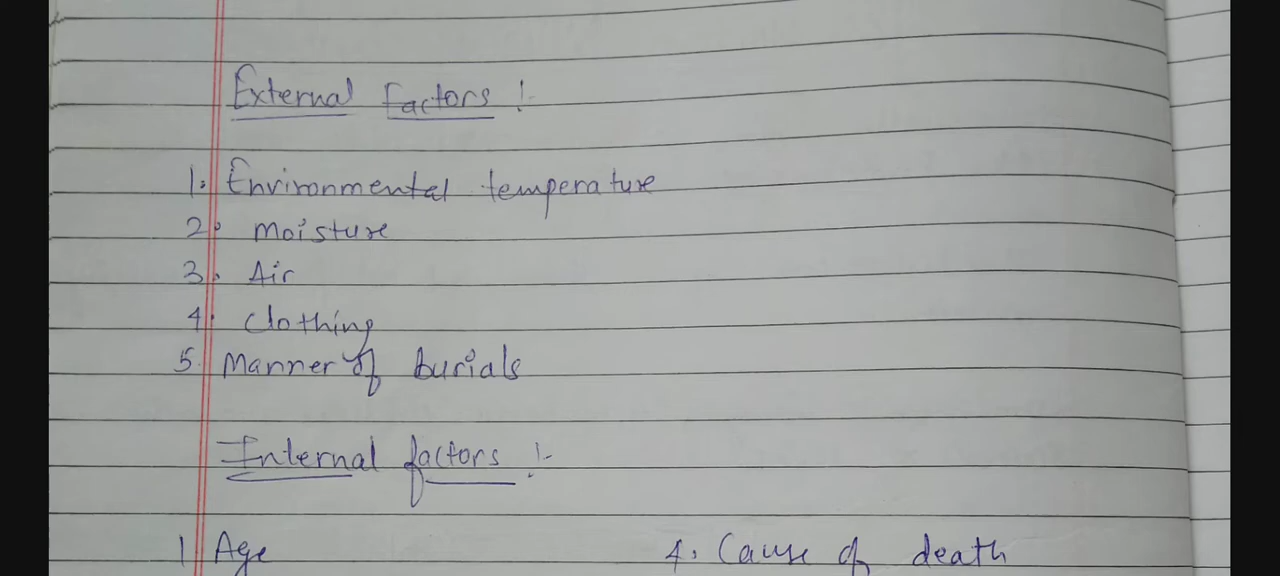 External Factors :-
1. Environmental temperature
2. Moisture
3. Air
4. Clothing
5. Manner of burials
Internal factors :-
1 Age
4. Cause of death